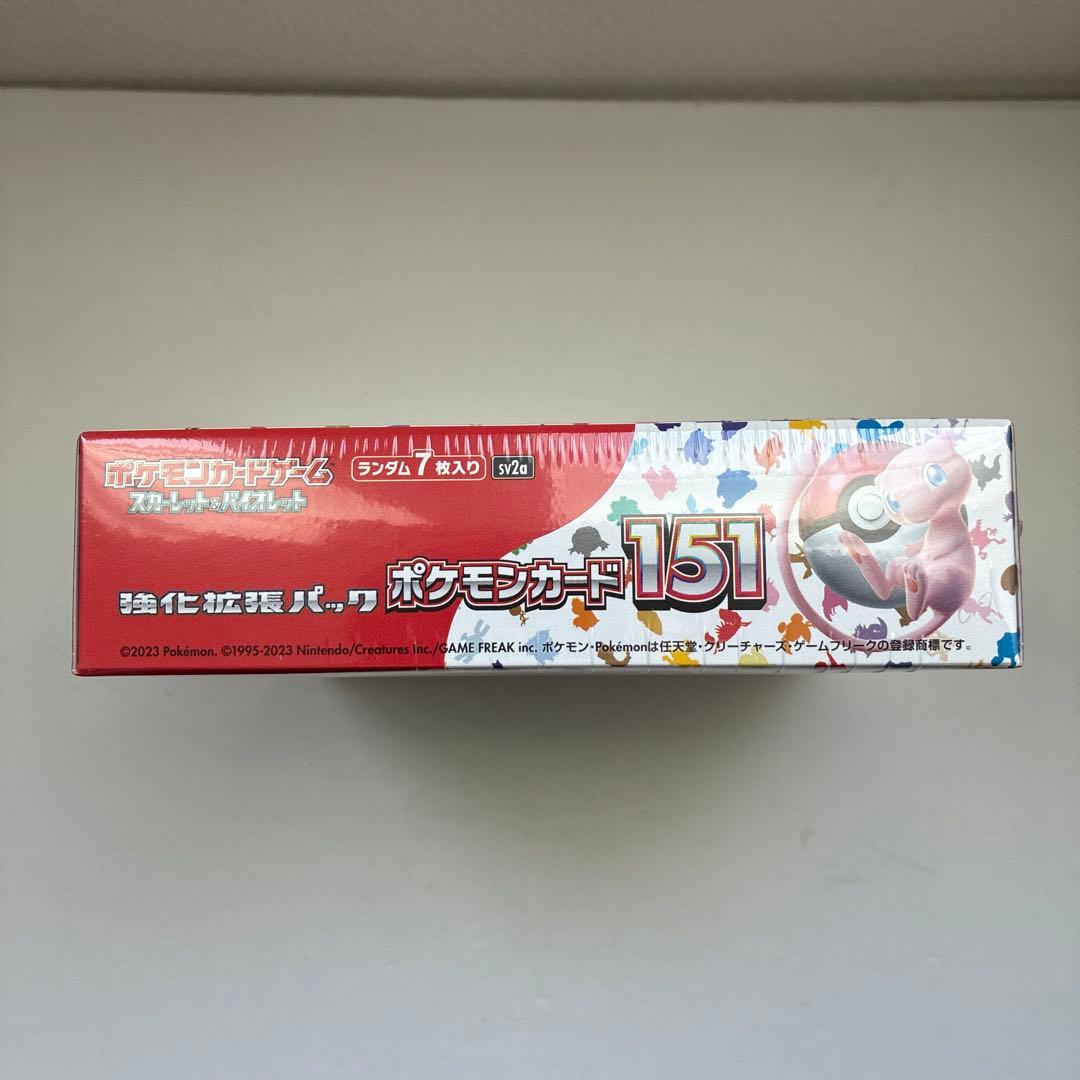 ポケモンカードゲーム
スカーレット&バイオレット
ランダム7枚入り sv2a
強化拡張パック ポケモンカード151
©2023 Pokémon. ©1995-2023 Nintendo/Creatures Inc./GAME FREAK inc. ポケモン・Pokémonは任天堂・クリーチャーズ・ゲームフリークの登録商標です。